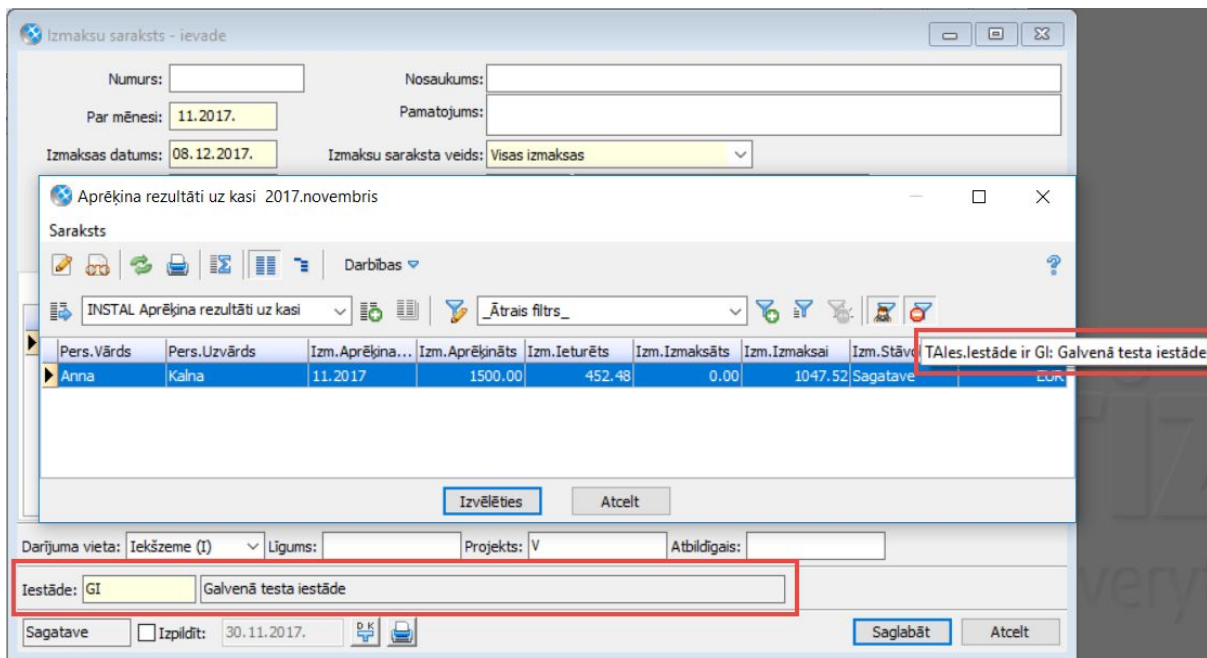 Izmaksu saraksts - ievade
Numurs: Nosaukums:
Par mēnesi: 11.2017. Pamatojums:
Izmaksas datums: 08.12.2017. Izmaksu saraksta veids: Visas izmaksas
Aprēķina rezultāti uz kasi 2017.novembris
Saraksts
Darbības
INSTAL Aprēķina rezultāti uz kasi _Ātrais filtrs_
Pers.Vārds Pers.Uzvārds Izm.Aprēķina... Izm.Aprēķināts Izm.Ieturēts Izm.Izmaksāts Izm.Izmaksai Izm.Stāvo TAIes.Iestāde ir GI: Galvenā testa iestāde
Anna Kalna 11.2017 1500.00 452.48 0.00 1047.52 Sagatave EUR
Izvēlēties Atcelt
Darījuma vieta: Iekšzeme (I) Līgums: Projekts: V Atbildīgais:
Iestāde: GI Galvenā testa iestāde
Sagatave Izpildīt: 30.11.2017. D K Saglabāt Atcelt
very